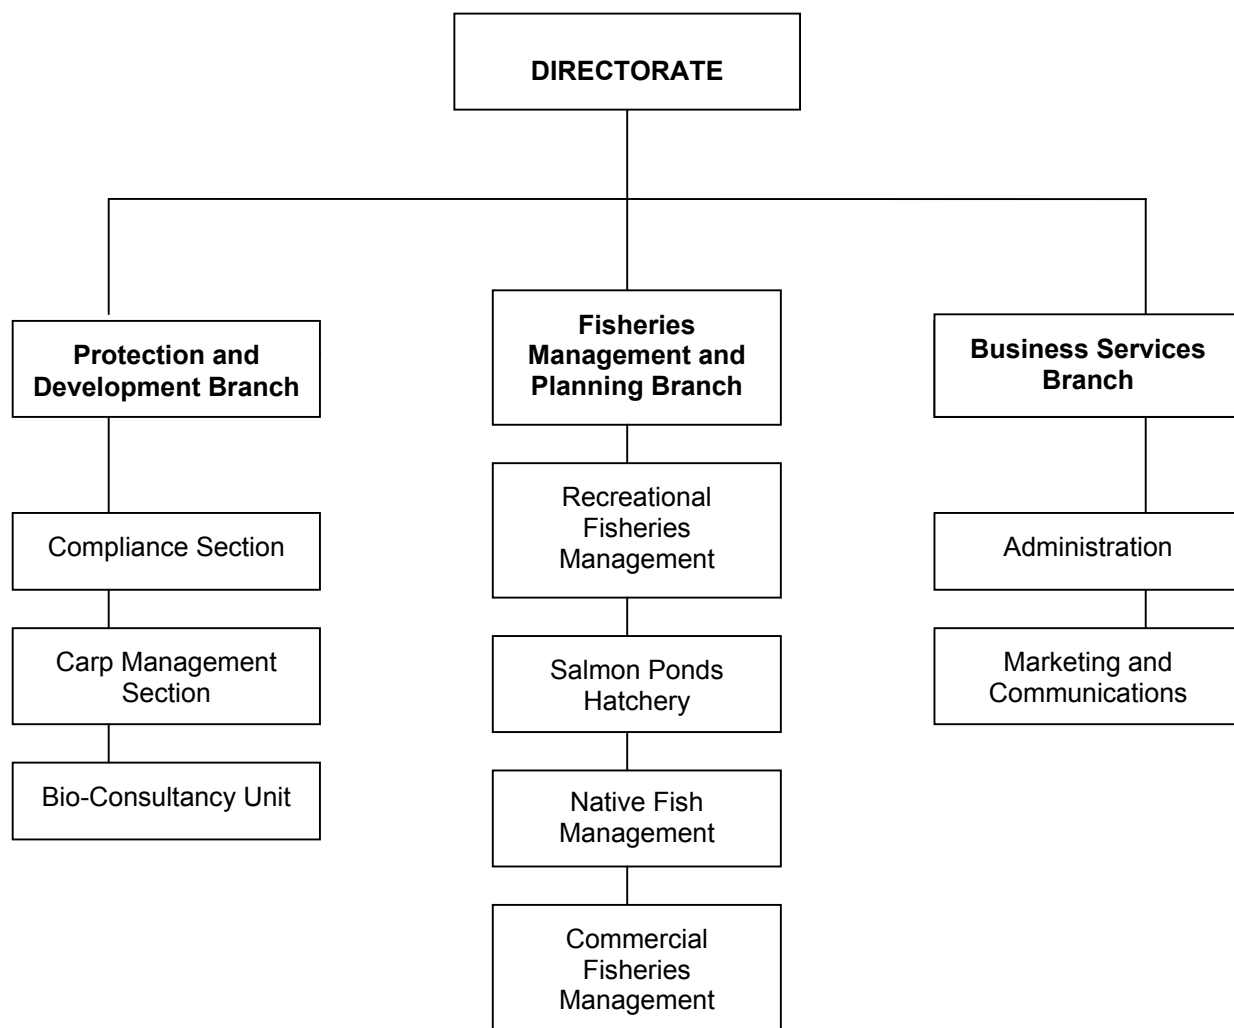 DIRECTORATE
Protection and
Development Branch
Compliance Section
Carp Management
Section
Bio-Consultancy Unit
Fisheries
Management and
Planning Branch
Recreational
Fisheries
Management
Salmon Ponds
Hatchery
Native Fish
Management
Commercial
Fisheries
Management
Business Services
Branch
Administration
Marketing and
Communications